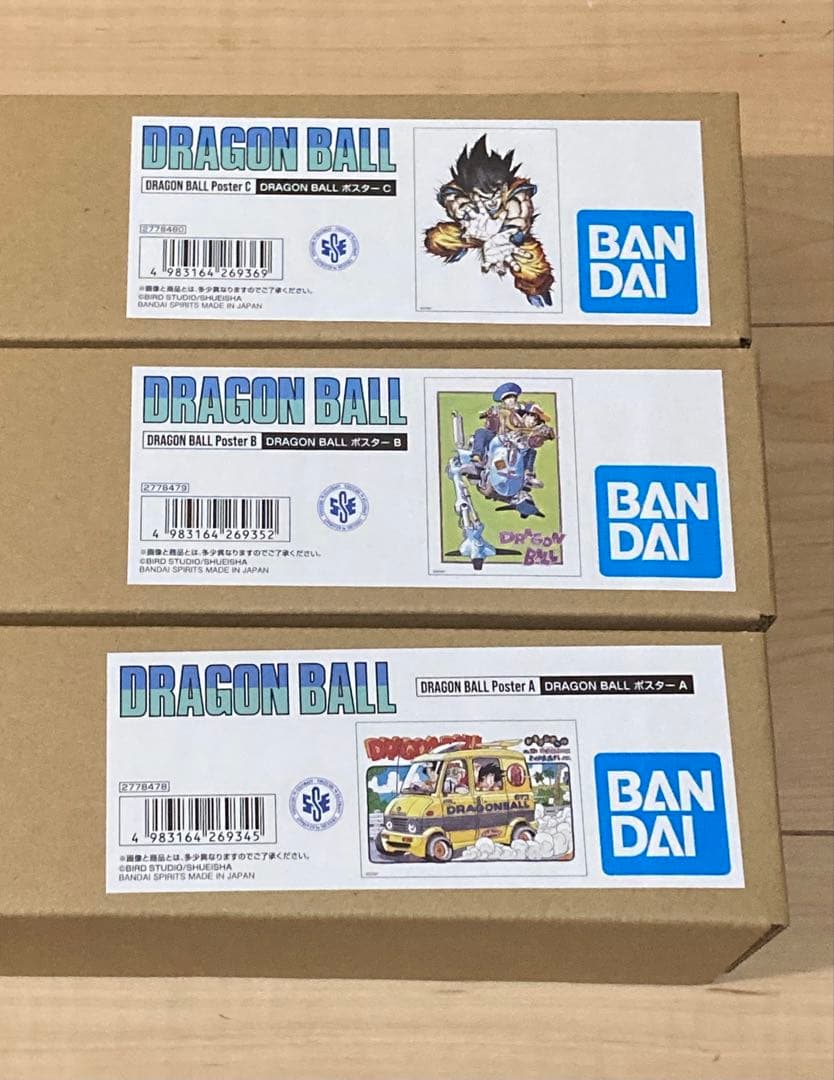 DRAGON BALL
DRAGON BALL Poster C DRAGON BALL ポスター C
2778480
4 983164 269369
※画像と商品とは、多少異なりますのでご了承ください。
©BIRD STUDIO/SHUEISHA
BANDAI SPIRITS MADE IN JAPAN
BAN
DAI
DRAGON BALL
DRAGON BALL Poster B DRAGON BALL ポスター B
2778479
4 983164 269352
※画像と商品とは、多少異なりますのでご了承ください。
©BIRD STUDIO/SHUEISHA
BANDAI SPIRITS MADE IN JAPAN
DRAGON
BALL
BAN
DAI
DRAGON BALL
DRAGON BALL Poster A DRAGON BALL ポスター A
2778478
4 983164 269345
※画像と商品とは、多少異なりますのでご了承ください。
©BIRD STUDIO/SHUEISHA
BANDAI SPIRITS MADE IN JAPAN
DRAGON BALL
DRAGONBALL
BAN
DAI